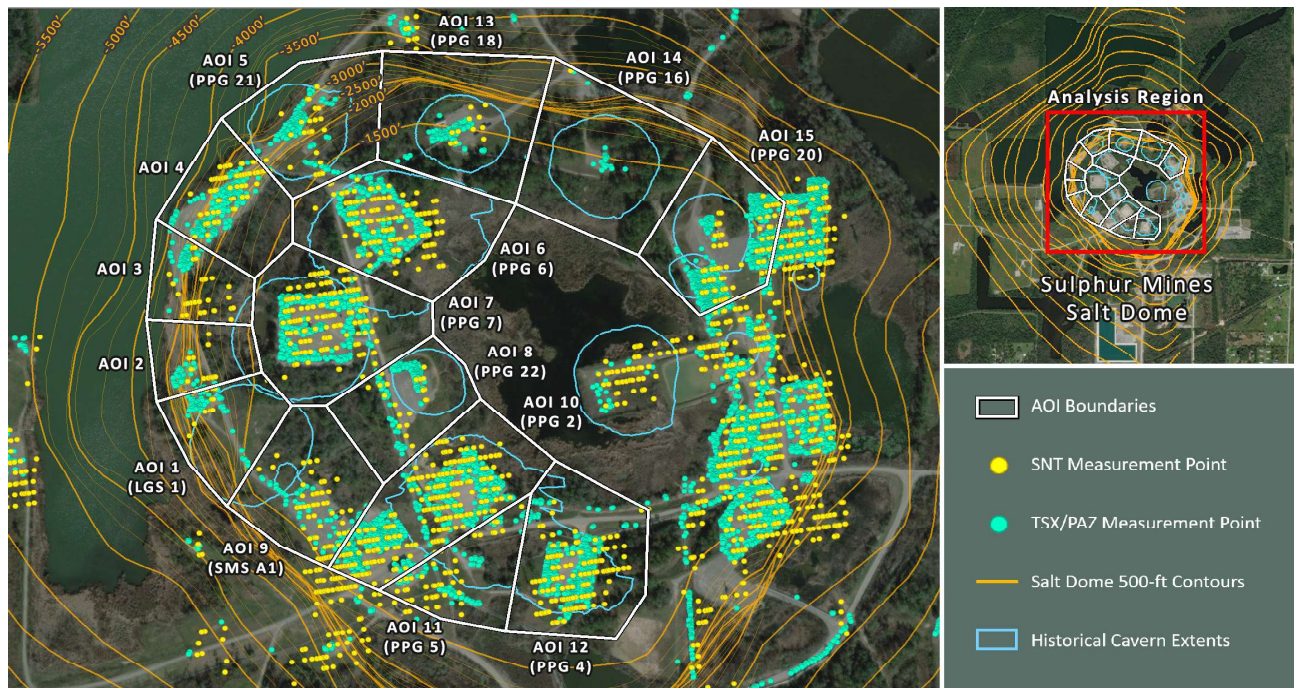 -5500'
-5000'
-4500'
-4000'
-3500'
-3000'
-2500'
-2000'
-1500'
AOI 13
(PPG 18)
AOI 5
(PPG 21)
AOI 14
(PPG 16)
AOI 15
(PPG 20)
AOI 4
AOI 6
(PPG 6)
AOI 3
AOI 7
(PPG 7)
AOI 2
AOI 8
(PPG 22)
AOI 10
(PPG 2)
AOI 1
(LGS 1)
AOI 9
(SMS A1)
AOI 11
(PPG 5)
AOI 12
(PPG 4)
Analysis Region
Sulphur Mines
Salt Dome
AOI Boundaries
SNT Measurement Point
TSX/PAZ Measurement Point
Salt Dome 500-ft Contours
Historical Cavern Extents